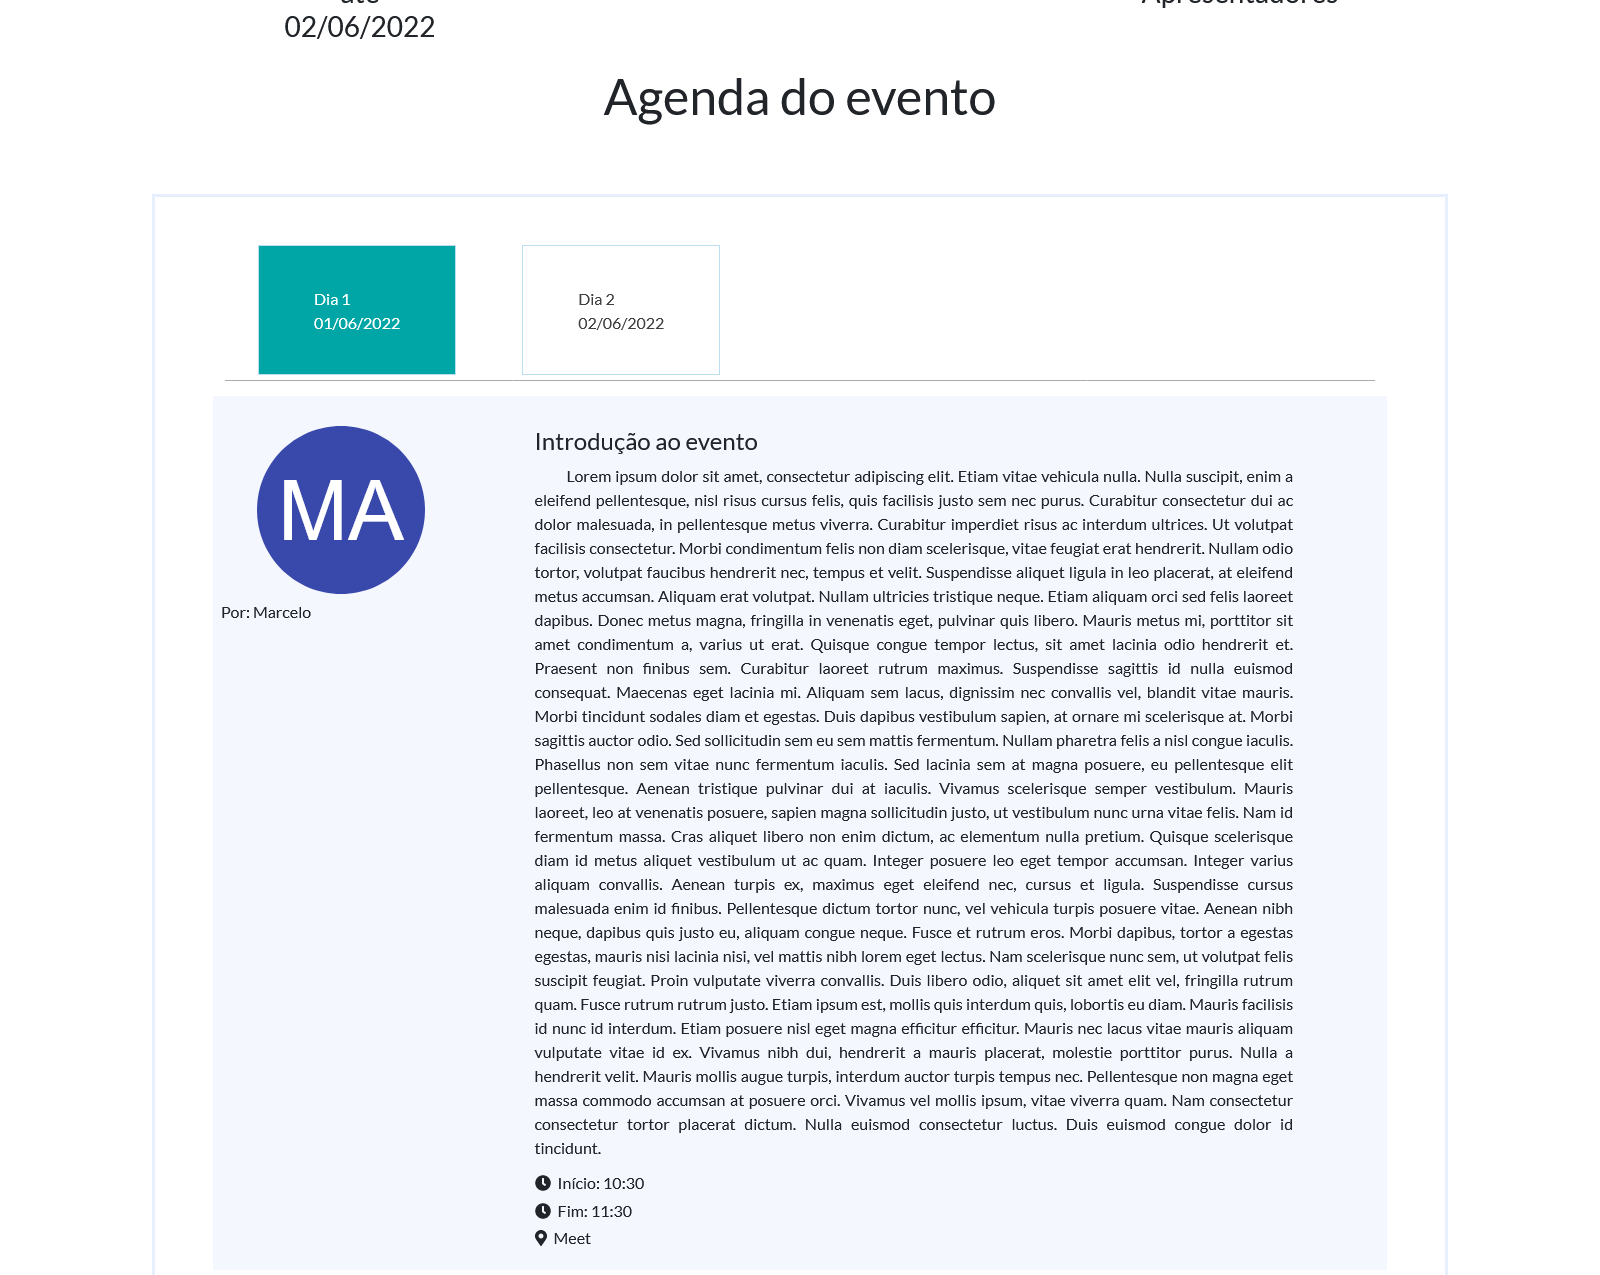 até
Apresentadores
02/06/2022
Agenda do evento
Dia 1
01/06/2022
Dia 2
02/06/2022
MA
Por: Marcelo
Introdução ao evento
Lorem ipsum dolor sit amet, consectetur adipiscing elit. Etiam vitae vehicula nulla. Nulla suscipit, enim a
eleifend pellentesque, nisl risus cursus felis, quis facilisis justo sem nec purus. Curabitur consectetur dui ac
dolor malesuada, in pellentesque metus viverra. Curabitur imperdiet risus ac interdum ultrices. Ut volutpat
facilisis consectetur. Morbi condimentum felis non diam scelerisque, vitae feugiat erat hendrerit. Nullam odio
tortor, volutpat faucibus hendrerit nec, tempus et velit. Suspendisse aliquet ligula in leo placerat, at eleifend
metus accumsan. Aliquam erat volutpat. Nullam ultricies tristique neque. Etiam aliquam orci sed felis laoreet
dapibus. Donec metus magna, fringilla in venenatis eget, pulvinar quis libero. Mauris metus mi, porttitor sit
amet condimentum a, varius ut erat. Quisque congue tempor lectus, sit amet lacinia odio hendrerit et.
Praesent non finibus sem. Curabitur laoreet rutrum maximus. Suspendisse sagittis id nulla euismod
consequat. Maecenas eget lacinia mi. Aliquam sem lacus, dignissim nec convallis vel, blandit vitae mauris.
Morbi tincidunt sodales diam et egestas. Duis dapibus vestibulum sapien, at ornare mi scelerisque at. Morbi
sagittis auctor odio. Sed sollicitudin sem eu sem mattis fermentum. Nullam pharetra felis a nisl congue iaculis.
Phasellus non sem vitae nunc fermentum iaculis. Sed lacinia sem at magna posuere, eu pellentesque elit
pellentesque. Aenean tristique pulvinar dui at iaculis. Vivamus scelerisque semper vestibulum. Mauris
laoreet, leo at venenatis posuere, sapien magna sollicitudin justo, ut vestibulum nunc urna vitae felis. Nam id
fermentum massa. Cras aliquet libero non enim dictum, ac elementum nulla pretium. Quisque scelerisque
diam id metus aliquet vestibulum ut ac quam. Integer posuere leo eget tempor accumsan. Integer varius
aliquam convallis. Aenean turpis ex, maximus eget eleifend nec, cursus et ligula. Suspendisse cursus
malesuada enim id finibus. Pellentesque dictum tortor nunc, vel vehicula turpis posuere vitae. Aenean nibh
neque, dapibus quis justo eu, aliquam congue neque. Fusce et rutrum eros. Morbi dapibus, tortor a egestas
egestas, mauris nisi lacinia nisi, vel mattis nibh lorem eget lectus. Nam scelerisque nunc sem, ut volutpat felis
suscipit feugiat. Proin vulputate viverra convallis. Duis libero odio, aliquet sit amet elit vel, fringilla rutrum
quam. Fusce rutrum rutrum justo. Etiam ipsum est, mollis quis interdum quis, lobortis eu diam. Mauris facilisis
id nunc id interdum. Etiam posuere nisl eget magna efficitur efficitur. Mauris nec lacus vitae mauris aliquam
vulputate vitae id ex. Vivamus nibh dui, hendrerit a mauris placerat, molestie porttitor purus. Nulla a
hendrerit velit. Mauris mollis augue turpis, interdum auctor turpis tempus nec. Pellentesque non magna eget
massa commodo accumsan at posuere orci. Vivamus vel mollis ipsum, vitae viverra quam. Nam consectetur
consectetur tortor placerat dictum. Nulla euismod consectetur luctus. Duis euismod congue dolor id
tincidunt.
Início: 10:30
Fim: 11:30
Meet